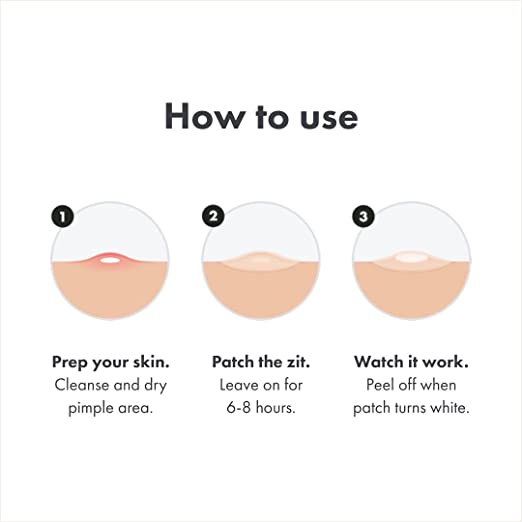 How to use
1
2
3
Prep your skin.
Cleanse and dry
pimple area.
Patch the zit.
Leave on for
6-8 hours.
Watch it work.
Peel off when
patch turns white.